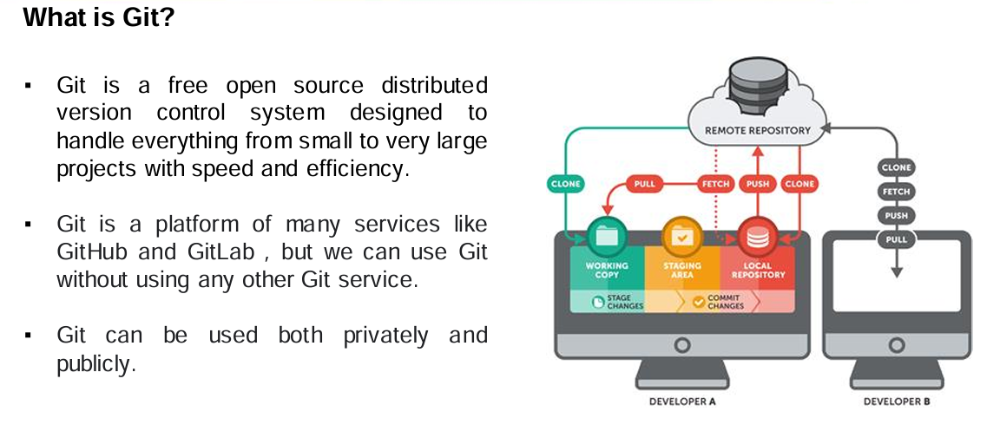 What is Git?
▪ Git is a free open source distributed
version control system designed to
handle everything from small to very large
projects with speed and efficiency.
▪ Git is a platform of many services like
GitHub and GitLab , but we can use Git
without using any other Git service.
▪ Git can be used both privately and
publicly.
REMOTE REPOSITORY
CLONE
PULL
FETCH
PUSH
CLONE
WORKING
COPY
STAGING
AREA
LOCAL
REPOSITORY
STAGE
CHANGES
COMMIT
CHANGES
DEVELOPER A
CLONE
FETCH
PUSH
PULL
DEVELOPER B